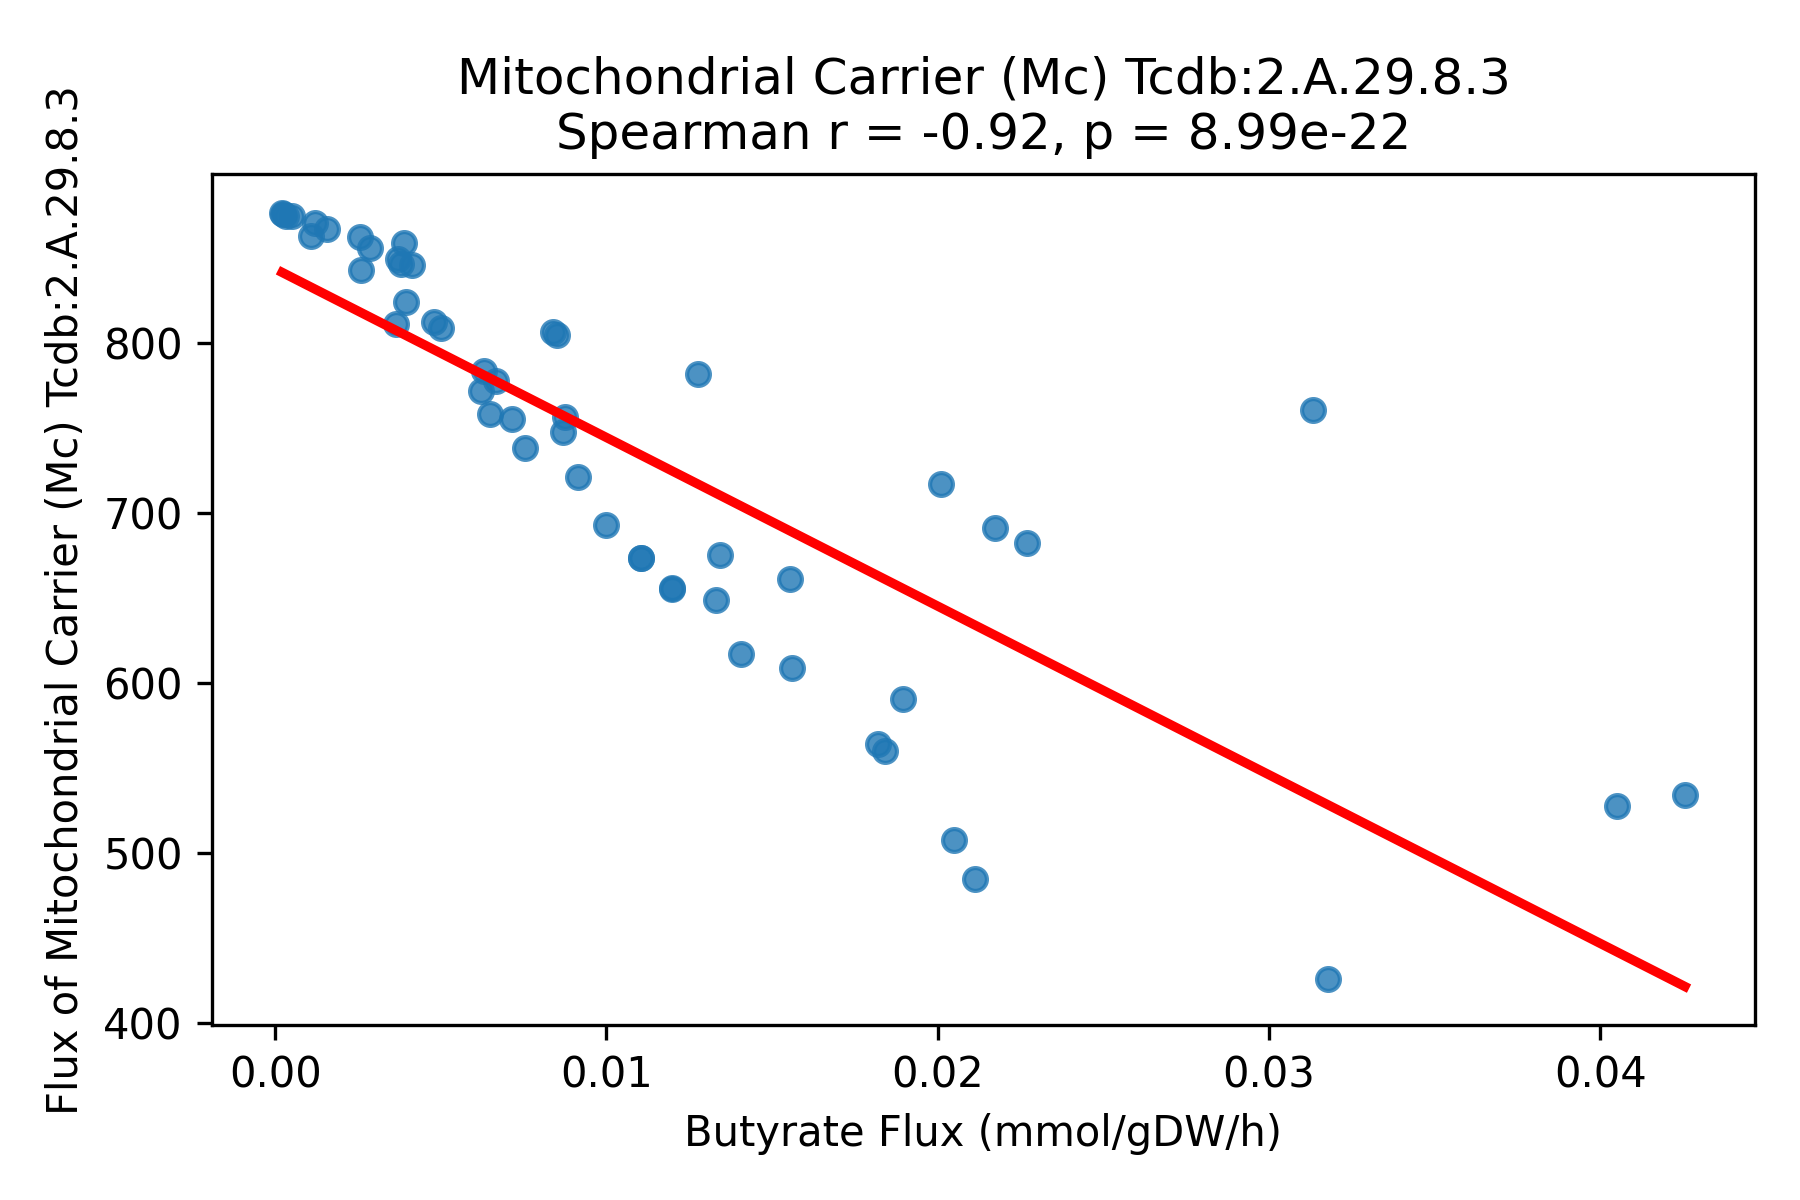 Mitochondrial Carrier (Mc) Tcdb:2.A.29.8.3
Spearman r = -0.92, p = 8.99e-22
Flux of Mitochondrial Carrier (Mc) Tcdb:2.A.29.8.3
800
700
600
500
400
0.00 0.01 0.02 0.03 0.04
Butyrate Flux (mmol/gDW/h)